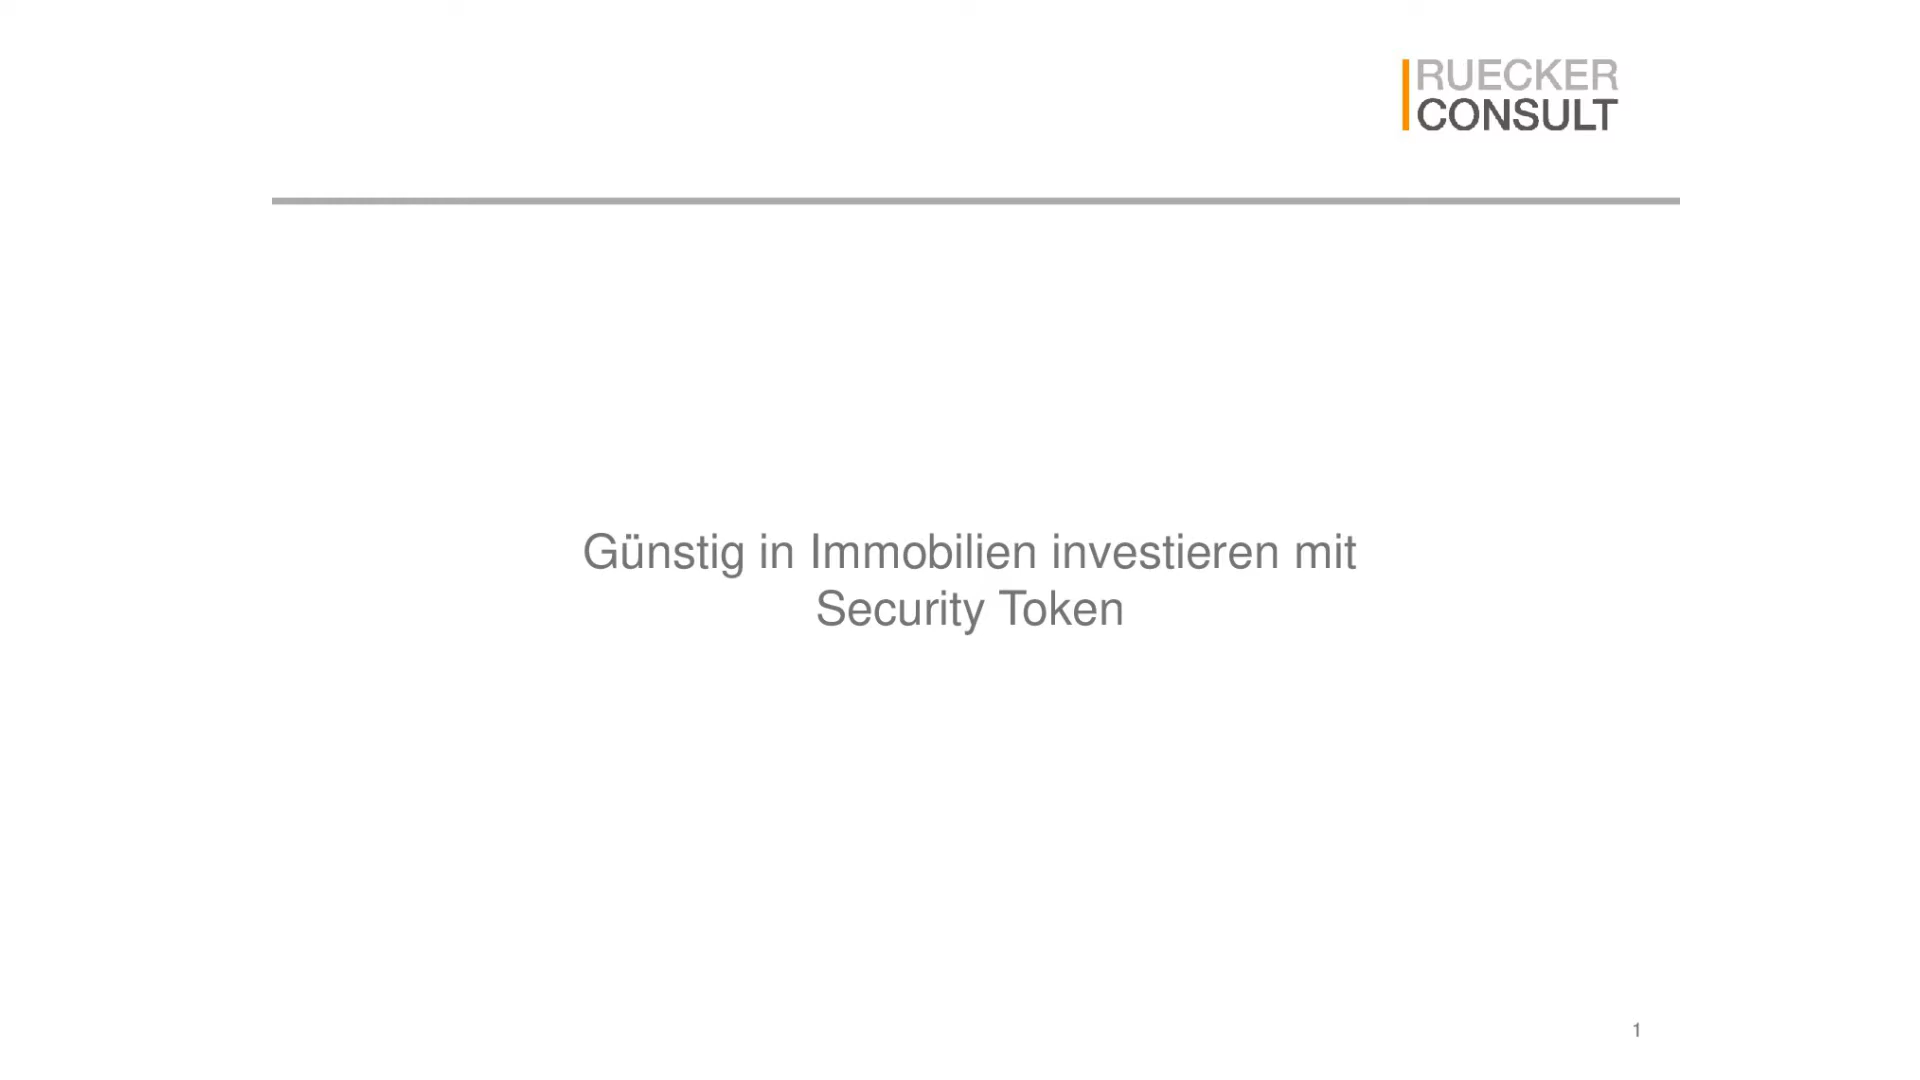 RUECKER
CONSULT
Günstig in Immobilien investieren mit
Security Token
1